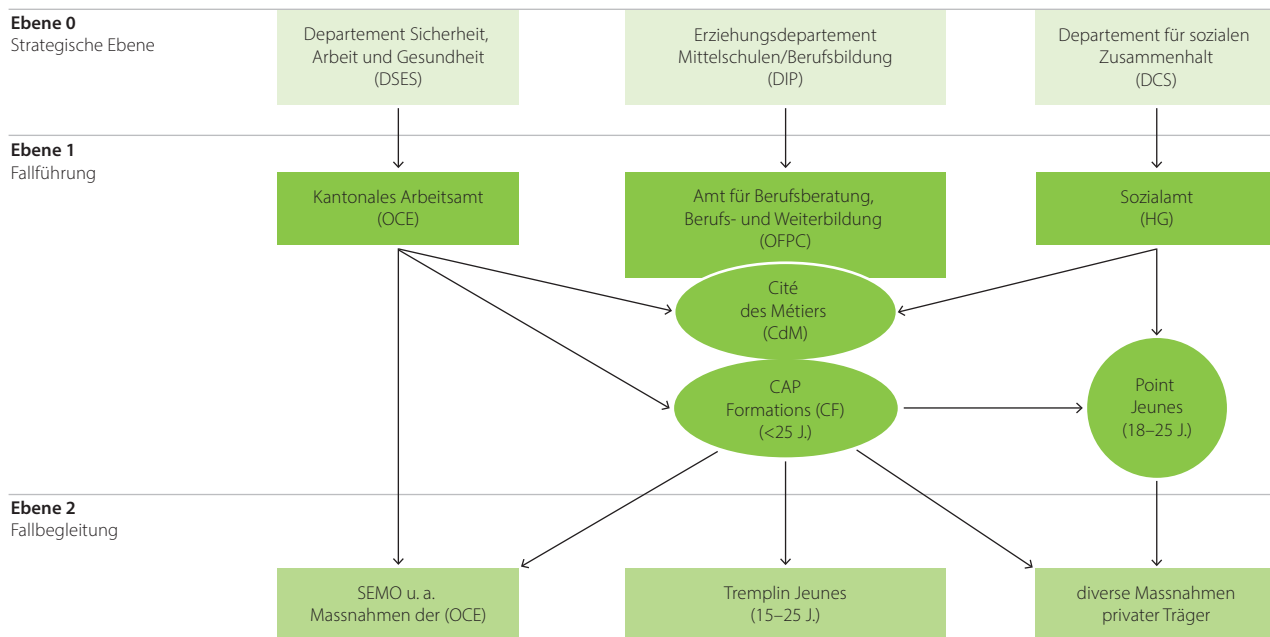 Ebene 0
Strategische Ebene
Departement Sicherheit,
Arbeit und Gesundheit
(DSES)
Erziehungsdepartement
Mittelschulen/Berufsbildung
(DIP)
Departement für sozialen
Zusammenhalt
(DCS)
Ebene 1
Fallführung
Kantonales Arbeitsamt
(OCE)
Amt für Berufsberatung,
Berufs- und Weiterbildung
(OFPC)
Sozialamt
(HG)
Cité
des Métiers
(CdM)
CAP
Formations (CF)
(<25 J.)
Point
Jeunes
(18–25 J.)
Ebene 2
Fallbegleitung
SEMO u. a.
Massnahmen der (OCE)
Tremplin Jeunes
(15–25 J.)
diverse Massnahmen
privater Träger